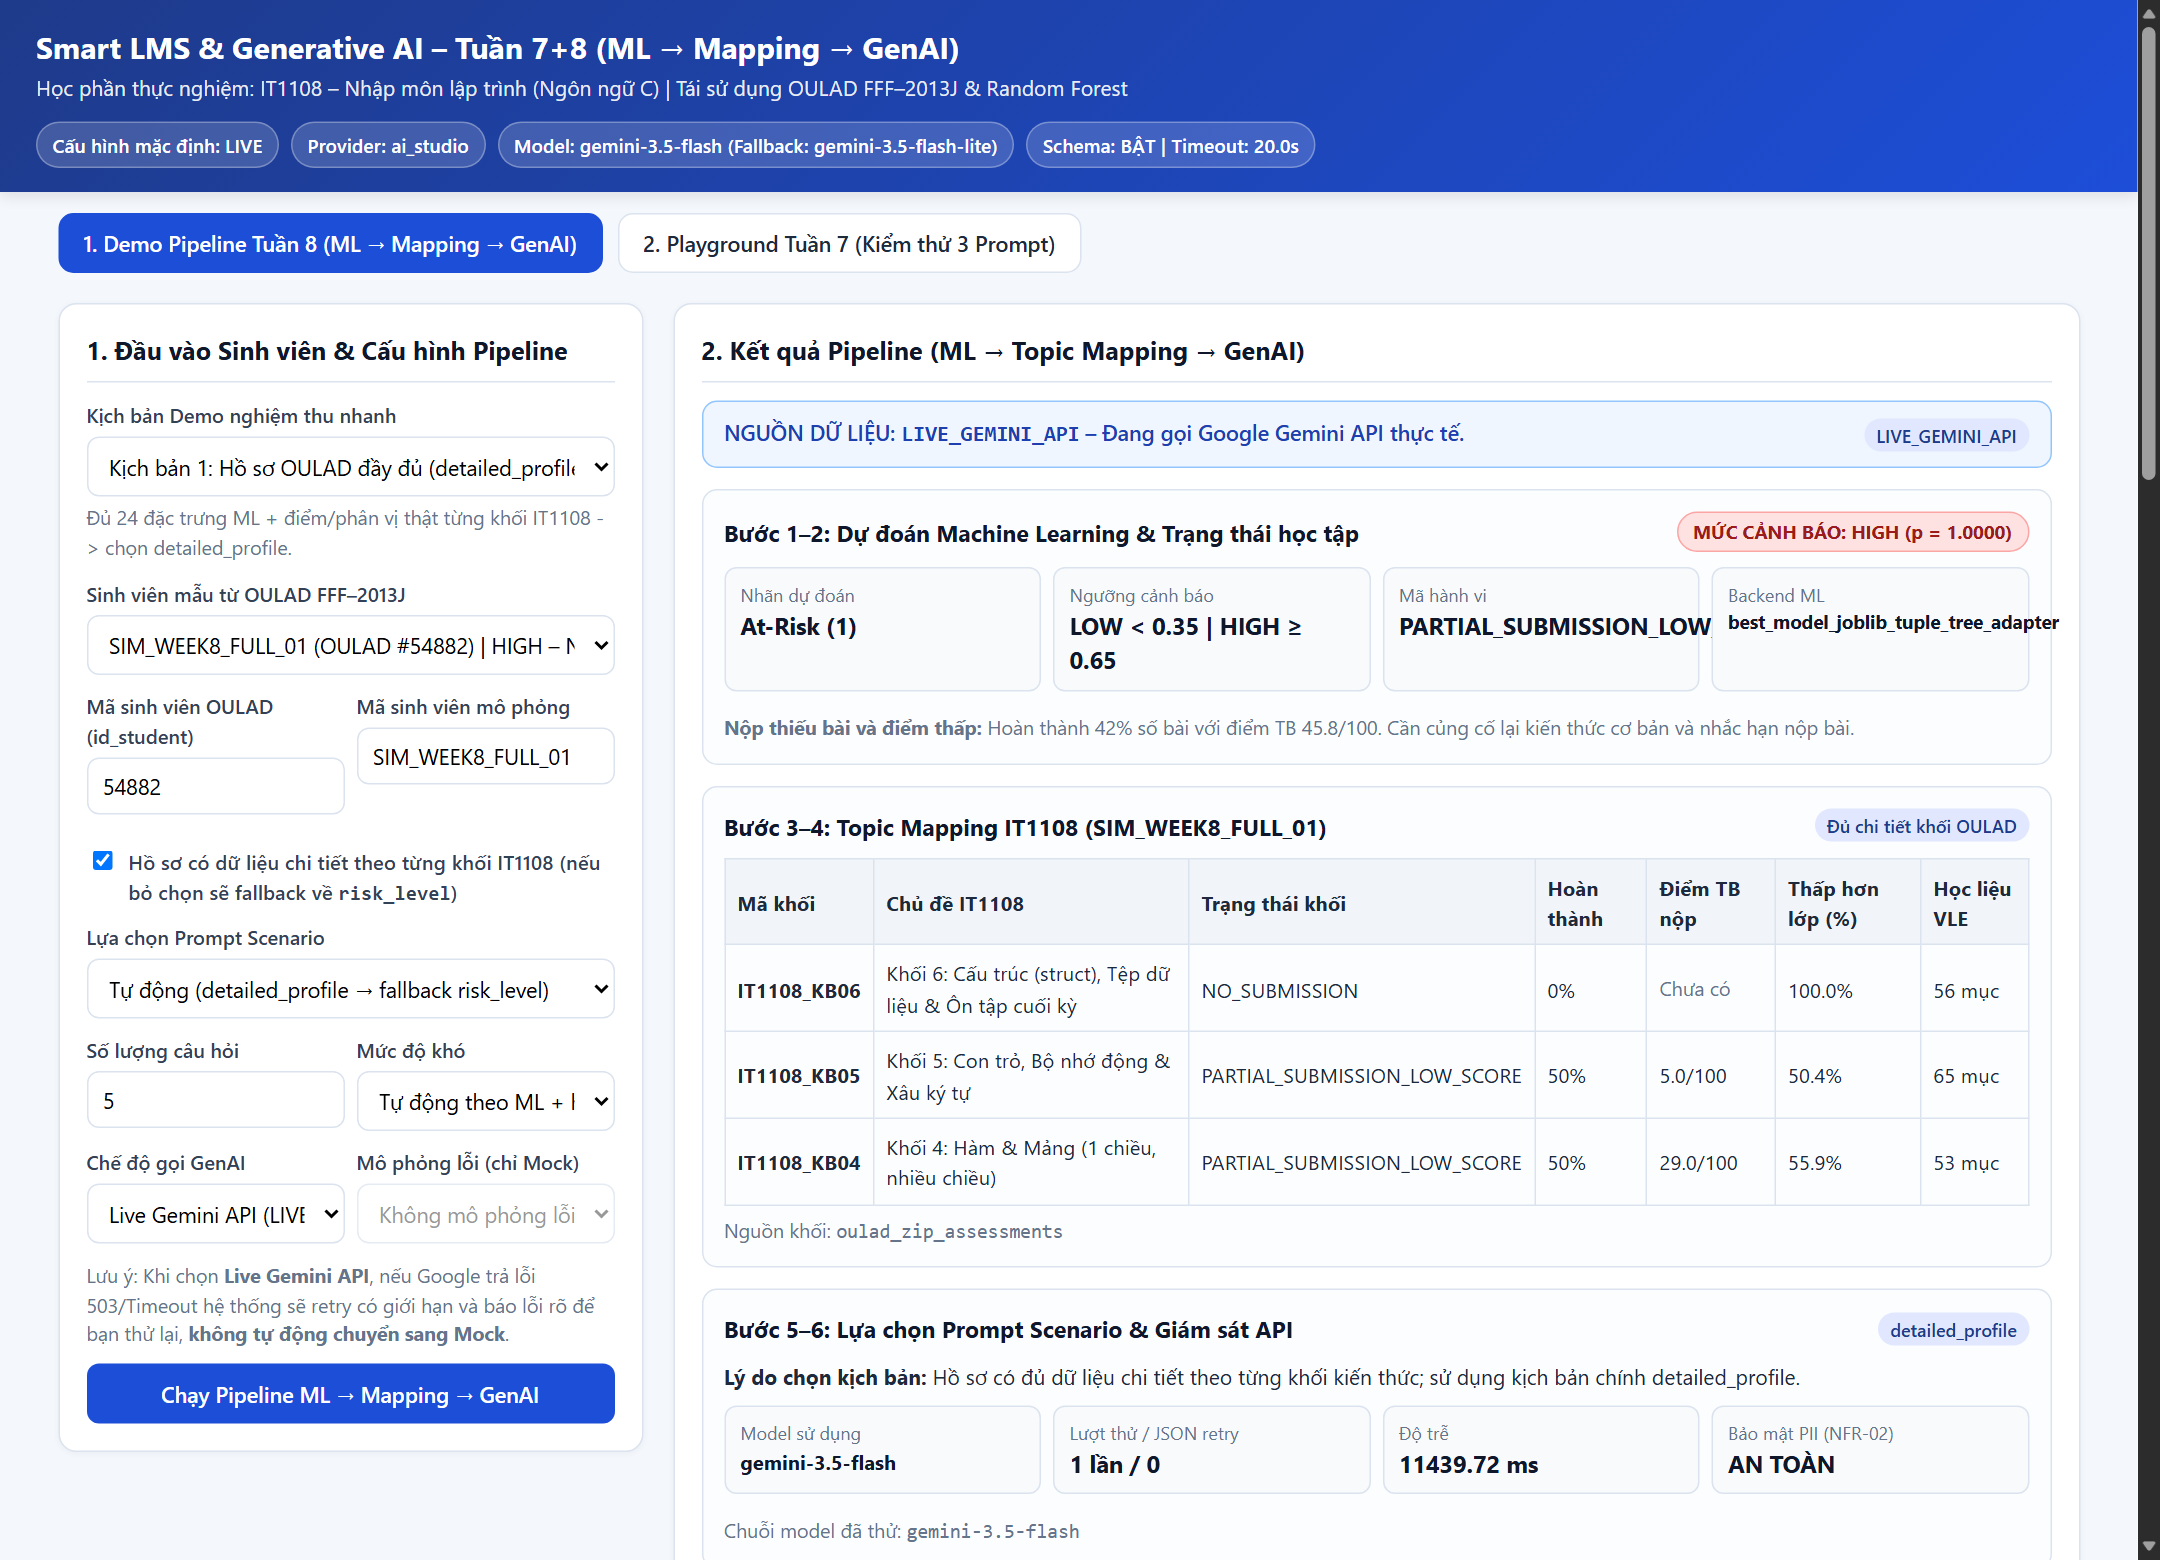 Smart LMS & Generative AI – Tuần 7+8 (ML → Mapping → GenAI)
Học phần thực nghiệm: IT1108 – Nhập môn lập trình (Ngôn ngữ C) | Tái sử dụng OULAD FFF–2013J & Random Forest
Cấu hình mặc định: LIVE
Provider: ai_studio
Model: gemini-3.5-flash (Fallback: gemini-3.5-flash-lite)
Schema: BẬT | Timeout: 20.0s
1. Demo Pipeline Tuần 8 (ML → Mapping → GenAI)
2. Playground Tuần 7 (Kiểm thử 3 Prompt)
1. Đầu vào Sinh viên & Cấu hình Pipeline
Kịch bản Demo nghiệm thu nhanh
Kịch bản 1: Hồ sơ OULAD đầy đủ (detailed_profile
Đủ 24 đặc trưng ML + điểm/phân vị thật từng khối IT1108 -
> chọn detailed_profile.
Sinh viên mẫu từ OULAD FFF–2013J
SIM_WEEK8_FULL_01 (OULAD #54882) | HIGH – N
Mã sinh viên OULAD
(id_student)
54882
Mã sinh viên mô phỏng
SIM_WEEK8_FULL_01
Hồ sơ có dữ liệu chi tiết theo từng khối IT1108 (nếu
bỏ chọn sẽ fallback về risk_level)
Lựa chọn Prompt Scenario
Tự động (detailed_profile → fallback risk_level)
Số lượng câu hỏi
5
Mức độ khó
Tự động theo ML + h
Chế độ gọi GenAI
Live Gemini API (LIVE
Mô phỏng lỗi (chỉ Mock)
Không mô phỏng lỗi
Lưu ý: Khi chọn Live Gemini API, nếu Google trả lỗi
503/Timeout hệ thống sẽ retry có giới hạn và báo lỗi rõ để
bạn thử lại, không tự động chuyển sang Mock.
Chạy Pipeline ML → Mapping → GenAI
2. Kết quả Pipeline (ML → Topic Mapping → GenAI)
NGUỒN DỮ LIỆU: LIVE_GEMINI_API – Đang gọi Google Gemini API thực tế.
LIVE_GEMINI_API
Bước 1–2: Dự đoán Machine Learning & Trạng thái học tập
MỨC CẢNH BÁO: HIGH (p = 1.0000)
Nhãn dự đoán
At-Risk (1)
Ngưỡng cảnh báo
LOW < 0.35 | HIGH ≥
0.65
Mã hành vi
PARTIAL_SUBMISSION_LOW_
Backend ML
best_model_joblib_tuple_tree_adapter
Nộp thiếu bài và điểm thấp: Hoàn thành 42% số bài với điểm TB 45.8/100. Cần củng cố lại kiến thức cơ bản và nhắc hạn nộp bài.
Bước 3–4: Topic Mapping IT1108 (SIM_WEEK8_FULL_01)
Đủ chi tiết khối OULAD
Mã khối
Chủ đề IT1108
Trạng thái khối
Hoàn
thành
Điểm TB
nộp
Thấp hơn
lớp (%)
Học liệu
VLE
IT1108_KB06
Khối 6: Cấu trúc (struct), Tệp dữ
liệu & Ôn tập cuối kỳ
NO_SUBMISSION
0%
Chưa có
100.0%
56 mục
IT1108_KB05
Khối 5: Con trỏ, Bộ nhớ động &
Xâu ký tự
PARTIAL_SUBMISSION_LOW_SCORE
50%
5.0/100
50.4%
65 mục
IT1108_KB04
Khối 4: Hàm & Mảng (1 chiều,
nhiều chiều)
PARTIAL_SUBMISSION_LOW_SCORE
50%
29.0/100
55.9%
53 mục
Nguồn khối: oulad_zip_assessments
Bước 5–6: Lựa chọn Prompt Scenario & Giám sát API
detailed_profile
Lý do chọn kịch bản: Hồ sơ có đủ dữ liệu chi tiết theo từng khối kiến thức; sử dụng kịch bản chính detailed_profile.
Model sử dụng
gemini-3.5-flash
Lượt thử / JSON retry
1 lần / 0
Độ trễ
11439.72 ms
Bảo mật PII (NFR-02)
AN TOÀN
Chuỗi model đã thử: gemini-3.5-flash